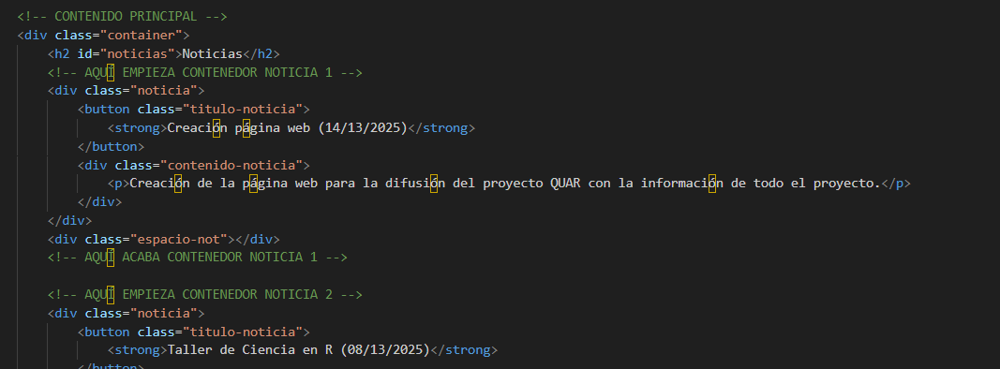 <!-- CONTENIDO PRINCIPAL -->
<div class="container">
<h2 id="noticias">Noticias</h2>
<!-- AQUÍ EMPIEZA CONTENEDOR NOTICIA 1 -->
<div class="noticia">
<button class="titulo-noticia">
<strong>Creación página web (14/13/2025)</strong>
</button>
<div class="contenido-noticia">
<p>Creación de la página web para la difusión del proyecto QUAR con la información de todo el proyecto.</p>
</div>
</div>
<div class="espacio-not"></div>
<!-- AQUÍ ACABA CONTENEDOR NOTICIA 1 -->
<!-- AQUÍ EMPIEZA CONTENEDOR NOTICIA 2 -->
<div class="noticia">
<button class="titulo-noticia">
<strong>Taller de Ciencia en R (08/13/2025)</strong>
</button>